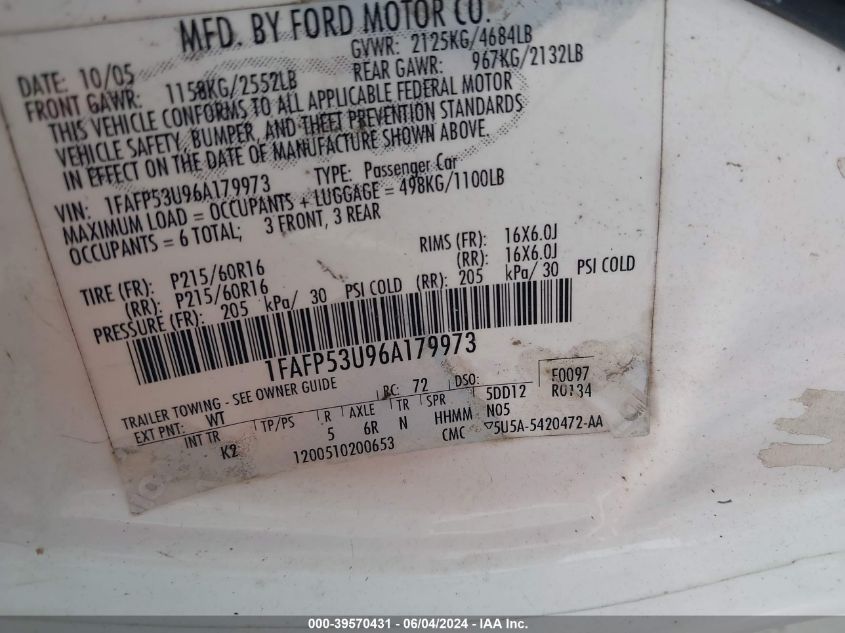 MFD. BY FORD MOTOR CO.
DATE: 10/05 GVWR: 2125KG/4684LB
FRONT GAWR: 1158KG/2552LB REAR GAWR: 967KG/2132LB
THIS VEHICLE CONFORMS TO ALL APPLICABLE FEDERAL MOTOR
VEHICLE SAFETY, BUMPER, AND THEFT PREVENTION STANDARDS
IN EFFECT ON THE DATE OF MANUFACTURE SHOWN ABOVE.
VIN: 1FAFP53U96A179973 TYPE: Passenger Car
MAXIMUM LOAD = OCCUPANTS + LUGGAGE = 498KG/1100LB
OCCUPANTS = 6 TOTAL; 3 FRONT, 3 REAR
TIRE (FR): P215/60R16 RIMS (FR): 16X6.0J
(RR): P215/60R16 (RR): 16X6.0J
PRESSURE (FR): 205 kPa/ 30 PSI COLD (RR): 205 kPa/ 30 PSI COLD
1FAFP53U96A179973
TRAILER TOWING - SEE OWNER GUIDE
EXT PNT: WT RC: 72 DSO: F0097
INT TR TP/PS R AXLE TR SPR 5DD12 R0134
K2 5 6R N HHMM N05
1200510200653 CMC 5U5A-5420472-AA
000-39570431 - 06/04/2024 - IAA Inc.